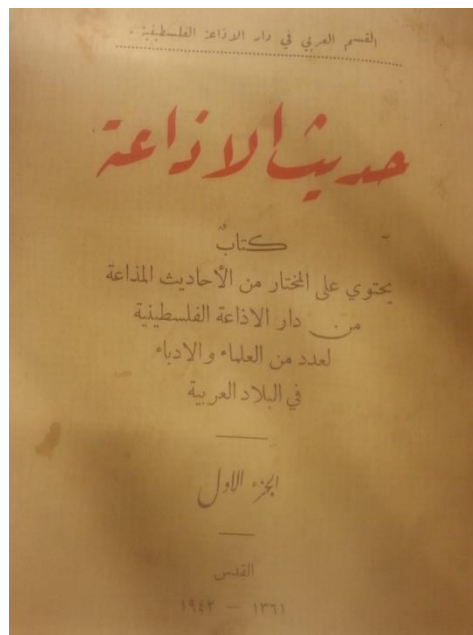 القسم العربي في دار الاذاعة الفلسطينية .
حديث الاذاعة
كتابٌ
يحتوي على المختار من الأحاديث المذاعة
من دار الاذاعة الفلسطينية
لعدد من العلماء والادباء
في البلاد العربية
الجزء الاول
القدس
١٣٦١ — ١٩٤٢